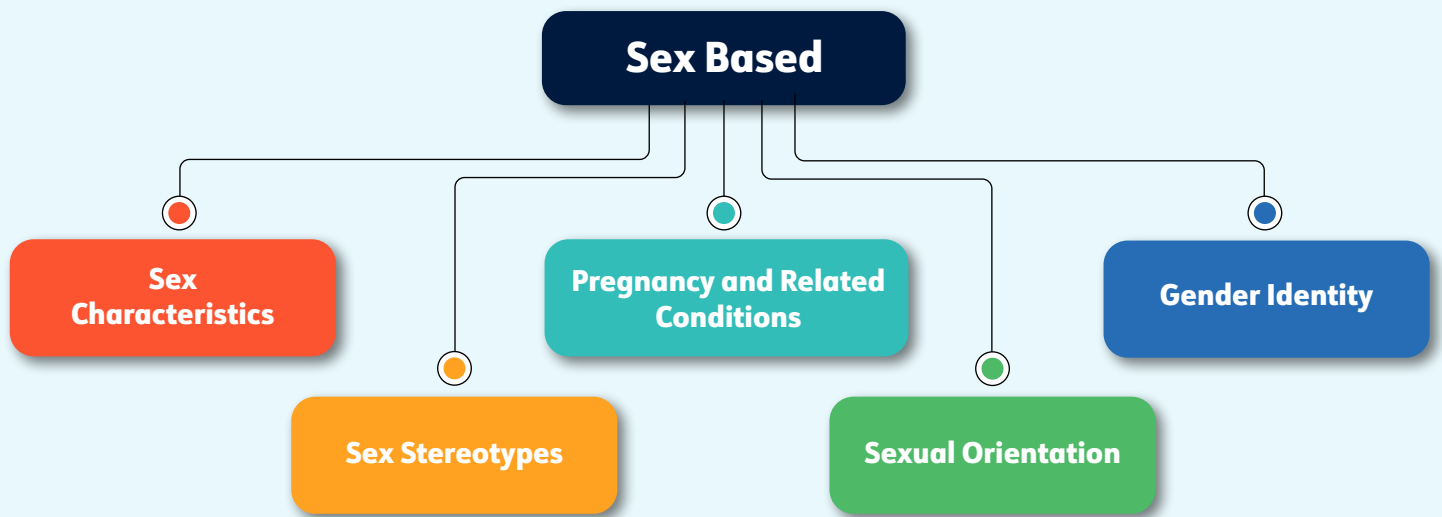 Sex Based
Sex
Characteristics
Pregnancy and Related
Conditions
Gender Identity
Sex Stereotypes
Sexual Orientation